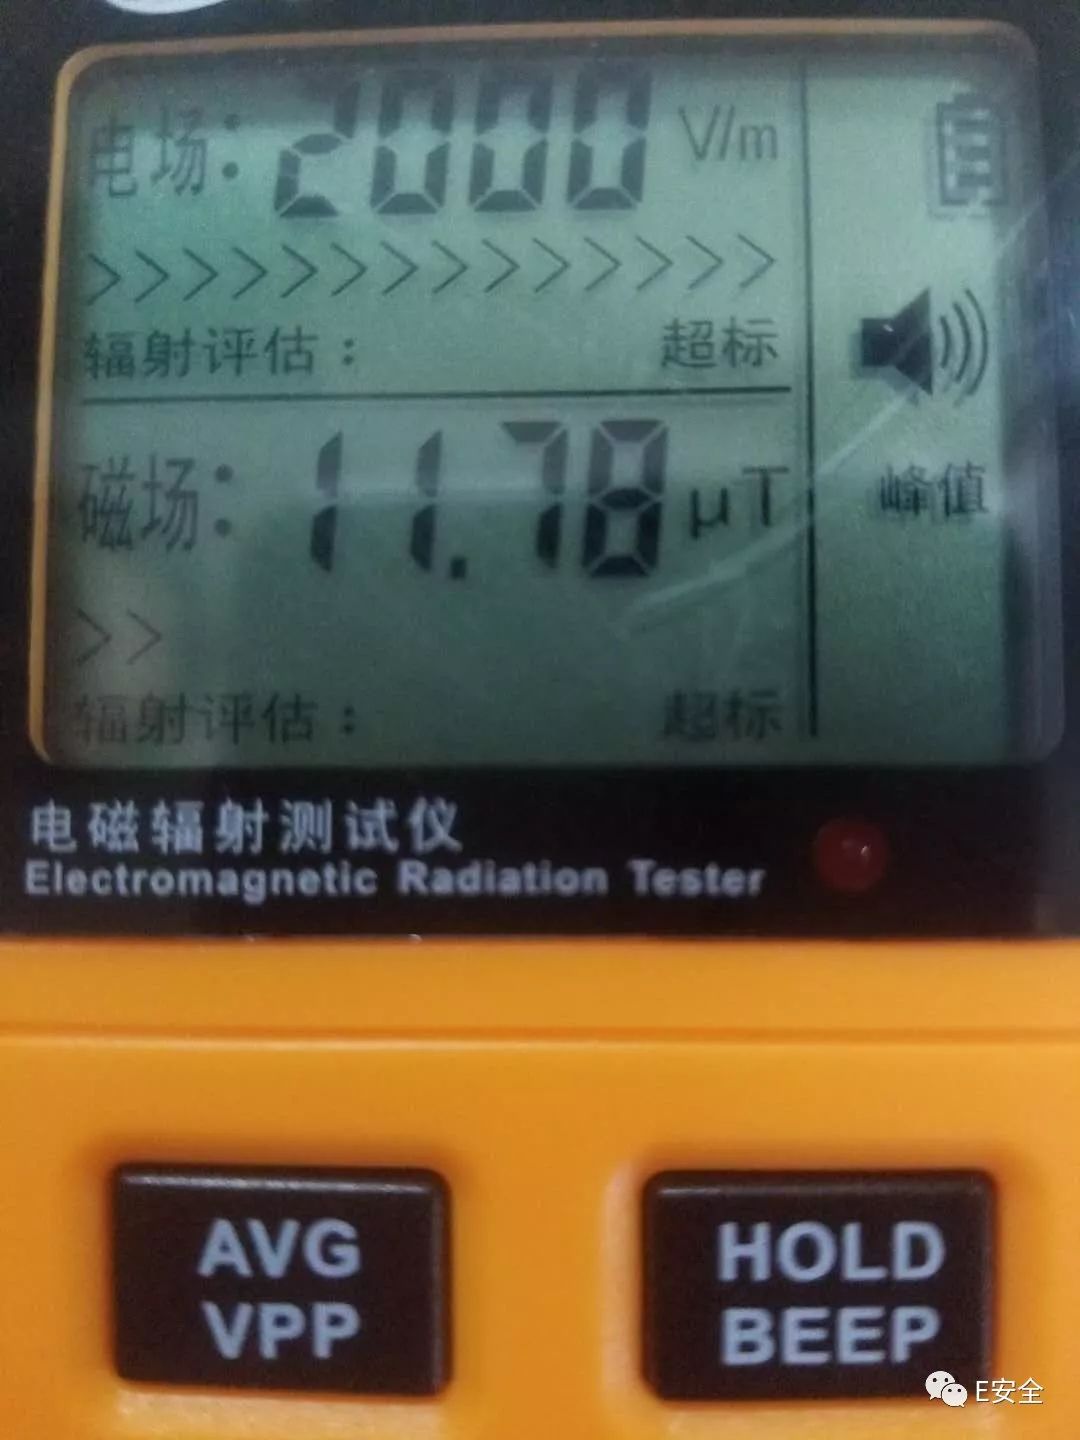 电场：2000 V/m
>>>>>>>>>>>>>>
辐射评估： 超标
磁场：11.78 μT
峰值
>>
辐射评估： 超标
电磁辐射测试仪
Electromagnetic Radiation Tester
AVG
VPP
HOLD
BEEP
E安全